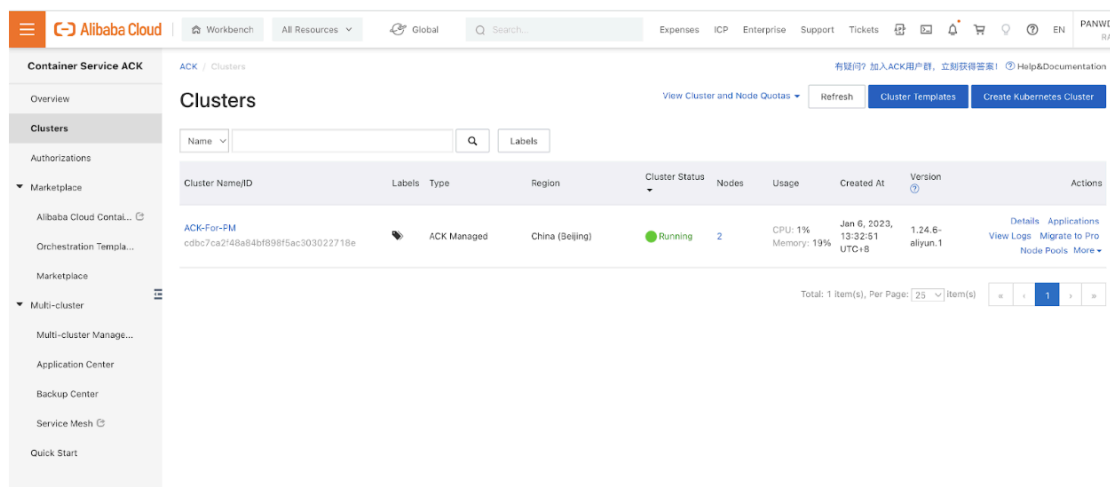 Alibaba Cloud
Workbench
All Resources
Global
Search...
Expenses ICP Enterprise Support Tickets
EN
Container Service ACK
Overview
Clusters
Authorizations
Marketplace
Alibaba Cloud Contai...
Orchestration Templa...
Marketplace
Multi-cluster
Multi-cluster Manage...
Application Center
Backup Center
Service Mesh
Quick Start
ACK / Clusters
有疑问? 加入ACK用户群，立刻获得答案! Help&Documentation
Clusters
View Cluster and Node Quotas
Refresh
Cluster Templates
Create Kubernetes Cluster
Name
Labels
Cluster Name/ID Labels Type Region Cluster Status Nodes Usage Created At Version Actions
ACK-For-PM
cdbc7ca2f48a84bf898f5ac303022718e
ACK Managed
China (Beijing)
Running
2
CPU: 1%
Memory: 19%
Jan 6, 2023,
13:32:51
UTC+8
1.24.6-
aliyun.1
Details Applications
View Logs Migrate to Pro
Node Pools More
Total: 1 item(s), Per Page: 25 item(s)
« ‹ 1 › »